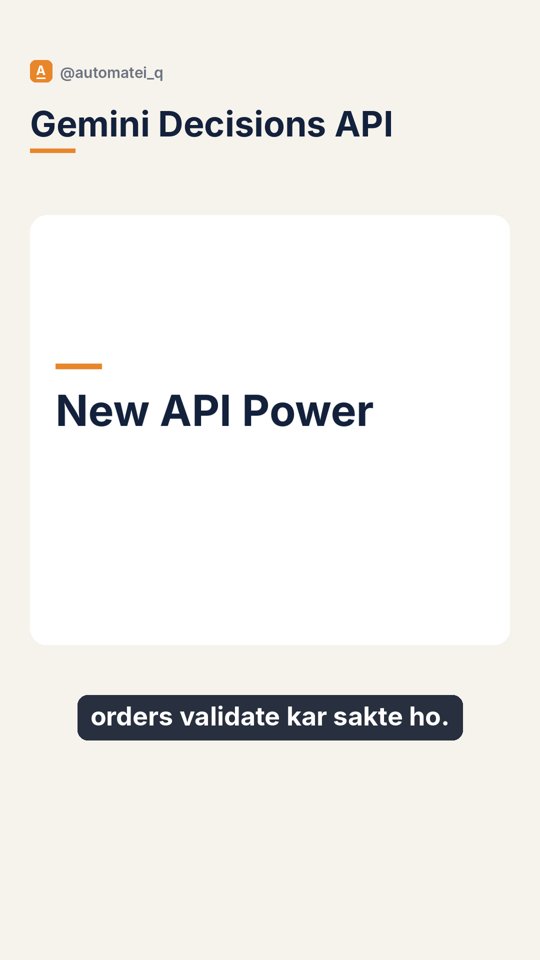 A @automatei_q
Gemini Decisions API
New API Power
orders validate kar sakte ho.